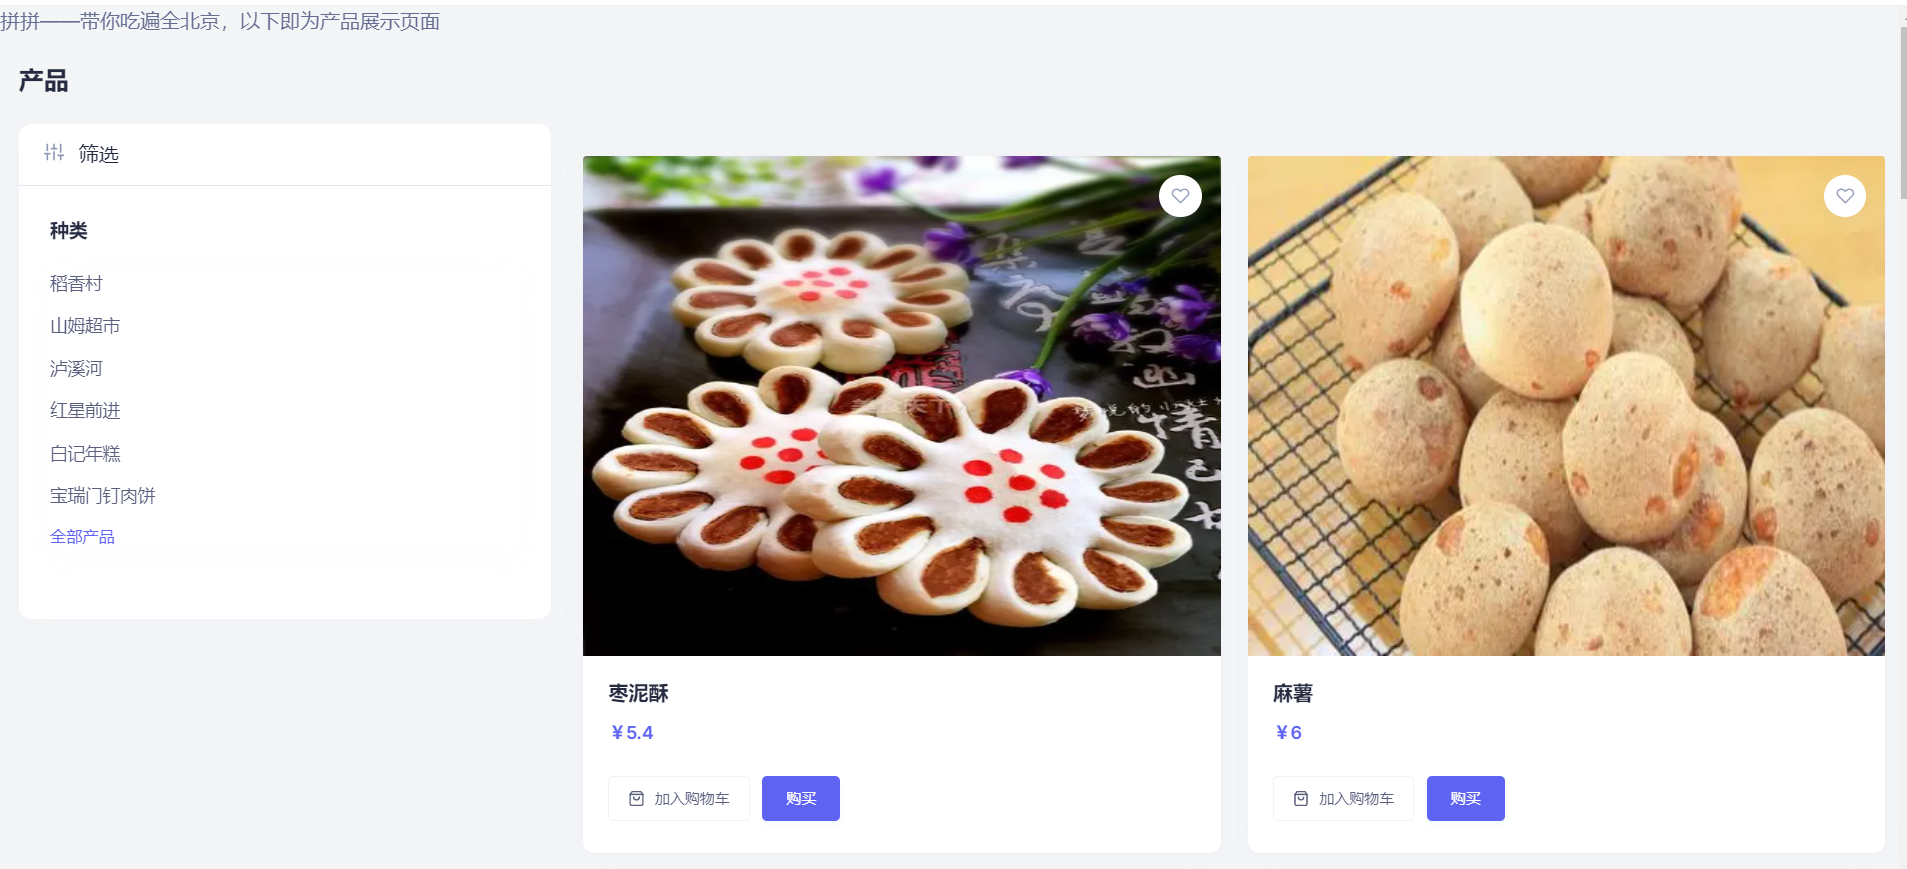 拼拼——带你吃遍全北京，以下即为产品展示页面
产品
筛选
种类
稻香村
山姆超市
泸溪河
红星前进
白记年糕
宝瑞门钉肉饼
全部产品
枣泥酥
￥5.4
加入购物车
购买
麻薯
￥6
加入购物车
购买